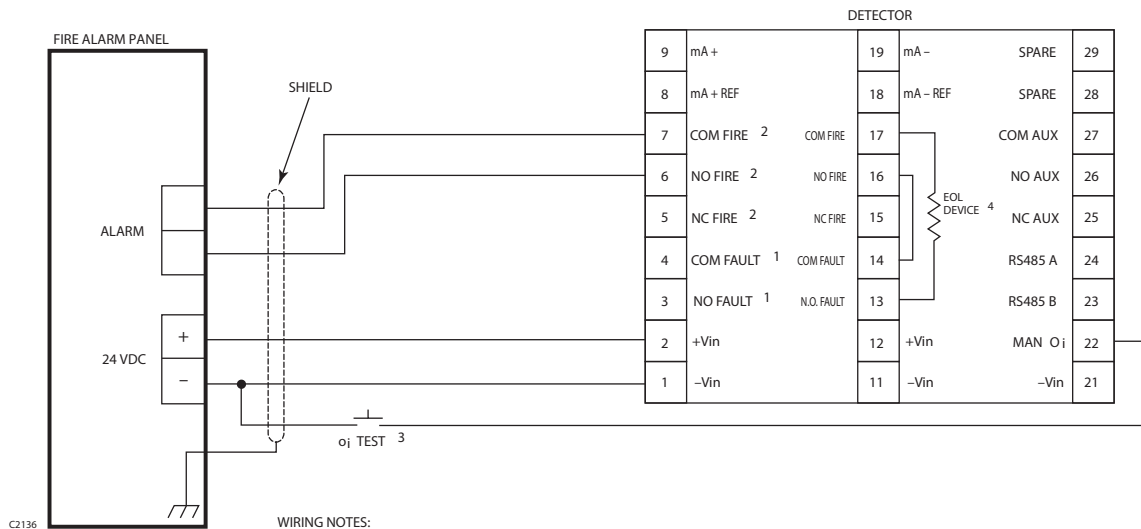 DETECTOR
FIRE ALARM PANEL
SHIELD
ALARM
24 VDC
+
–
9 mA + 19 mA – SPARE 29
8 mA + REF 18 mA – REF SPARE 28
7 COM FIRE 2 COM FIRE 17 COM AUX 27
6 NO FIRE 2 NO FIRE 16 NO AUX 26
5 NC FIRE 2 NC FIRE 15 NC AUX 25
4 COM FAULT 1 COM FAULT 14 RS485 A 24
3 NO FAULT 1 N.O. FAULT 13 RS485 B 23
2 +Vin 12 +Vin MAN Oi 22
1 –Vin 11 –Vin –Vin 21
EOL
DEVICE 4
oi TEST 3
C2136
WIRING NOTES: